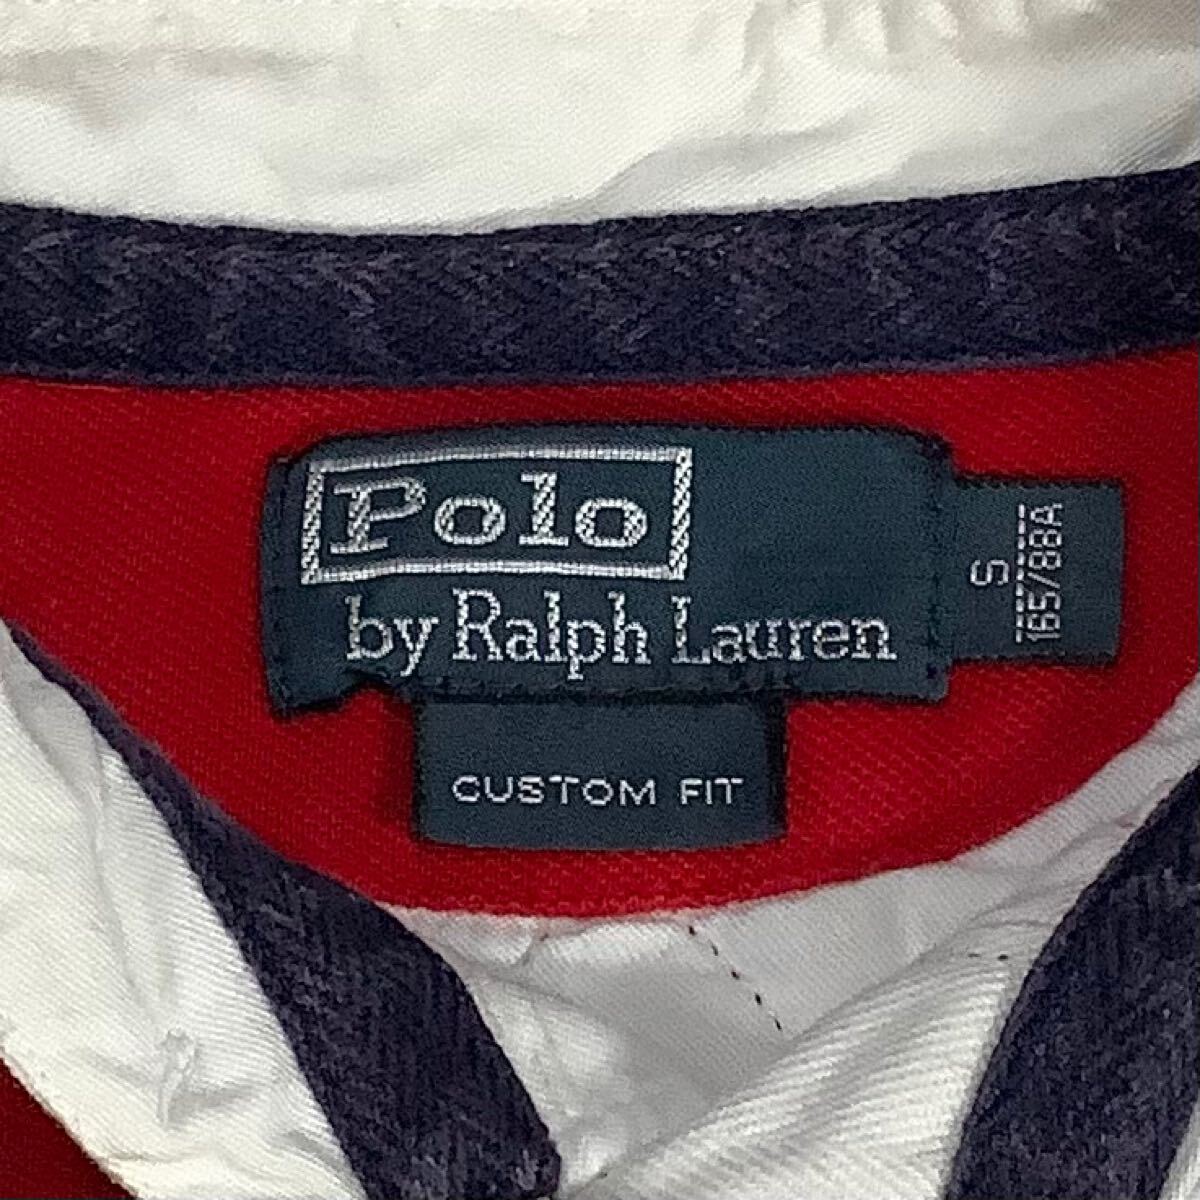 Polo
by Ralph Lauren
CUSTOM FIT
S
165/88A